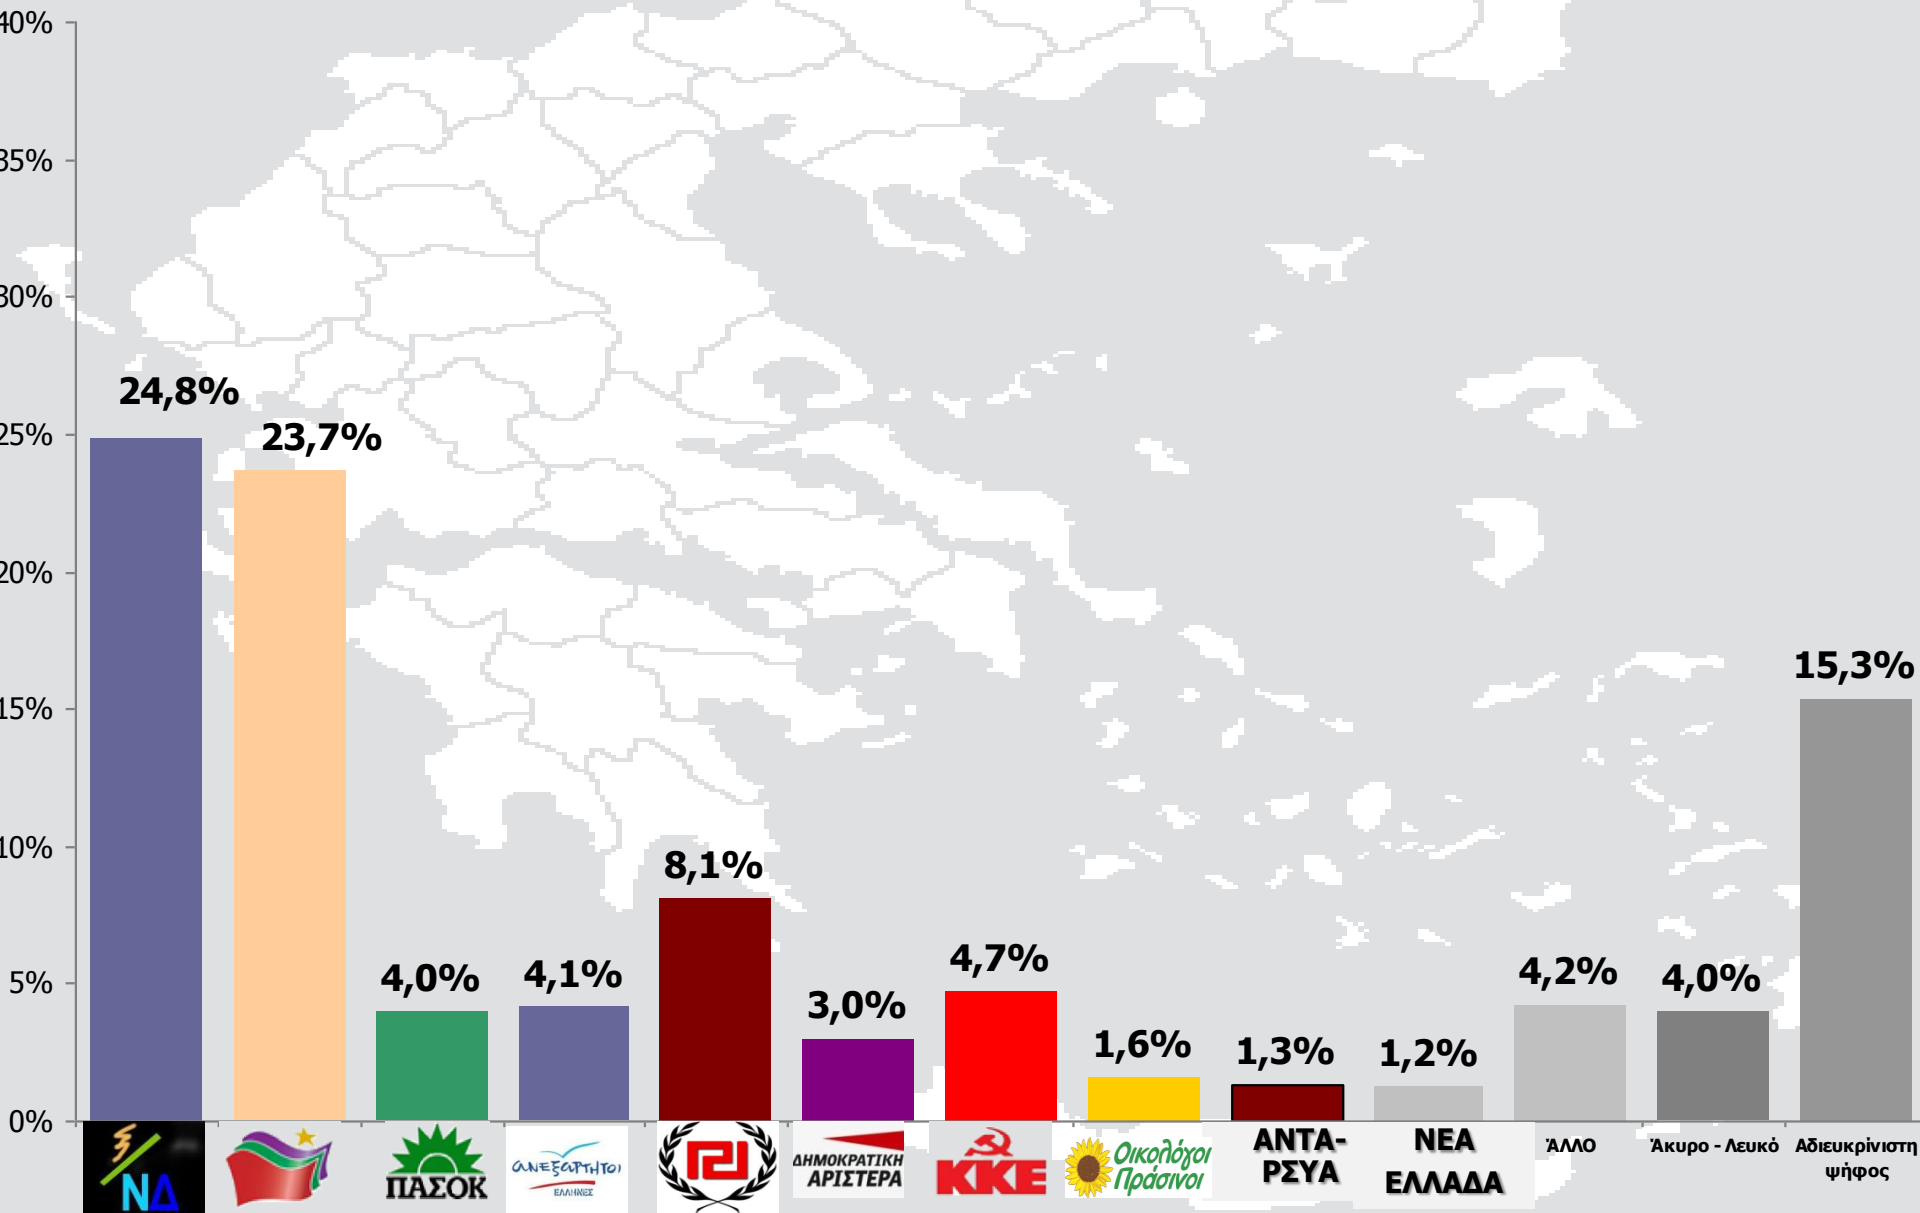 40%
35%
30%
25%
20%
15%
10%
5%
0%
24,8%
23,7%
4,0%
4,1%
8,1%
3,0%
4,7%
1,6%
1,3%
1,2%
4,2%
4,0%
15,3%
ΝΔ
ΠΑΣΟΚ
ανεξαρτητοι
ΕΛΛΗΝΕΣ
ΔΗΜΟΚΡΑΤΙΚΗ
ΑΡΙΣΤΕΡΑ
ΚΚΕ
Οικολόγοι
Πράσινοι
ΑΝΤΑ-
ΡΣΥΑ
ΝΕΑ
ΕΛΛΑΔΑ
ΆΛΛΟ
Άκυρο - Λευκό
Αδιευκρίνιστη
ψήφος